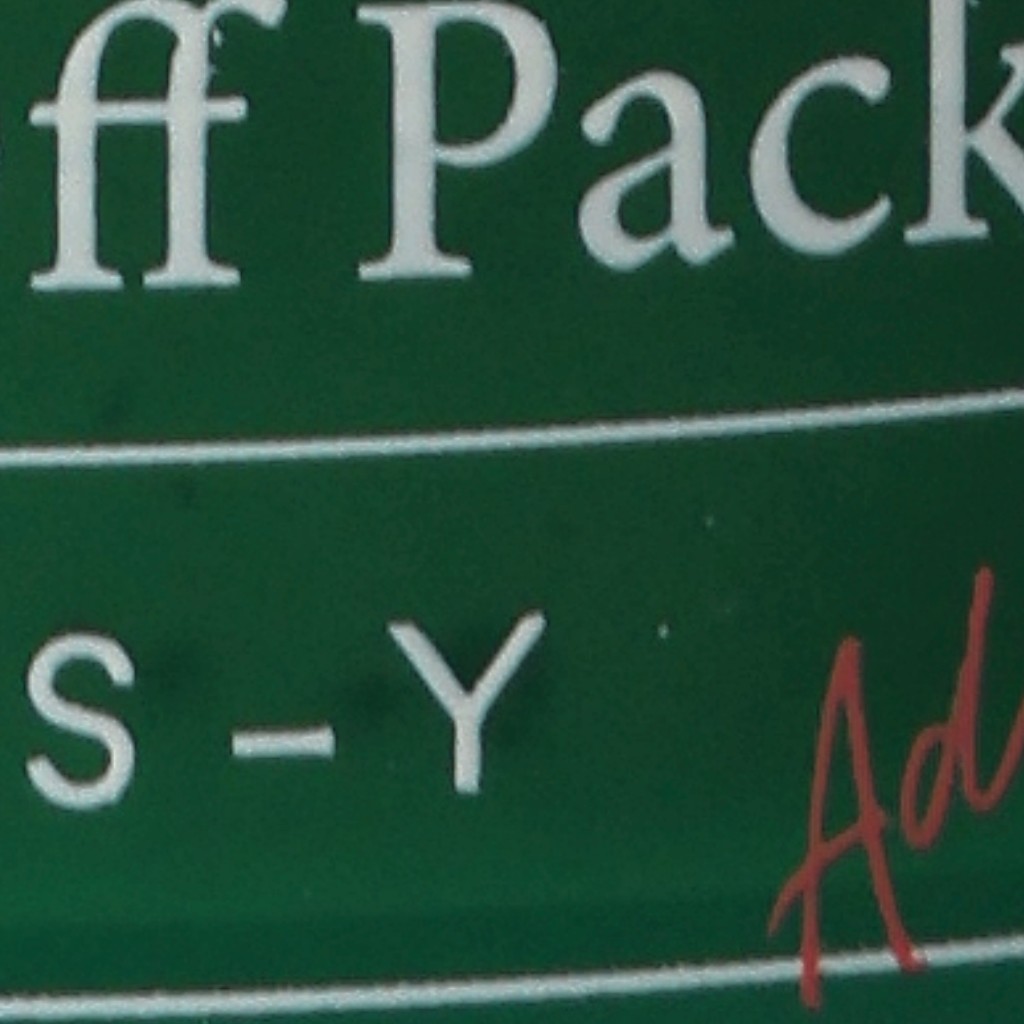 ff Pack
S - Y Ad